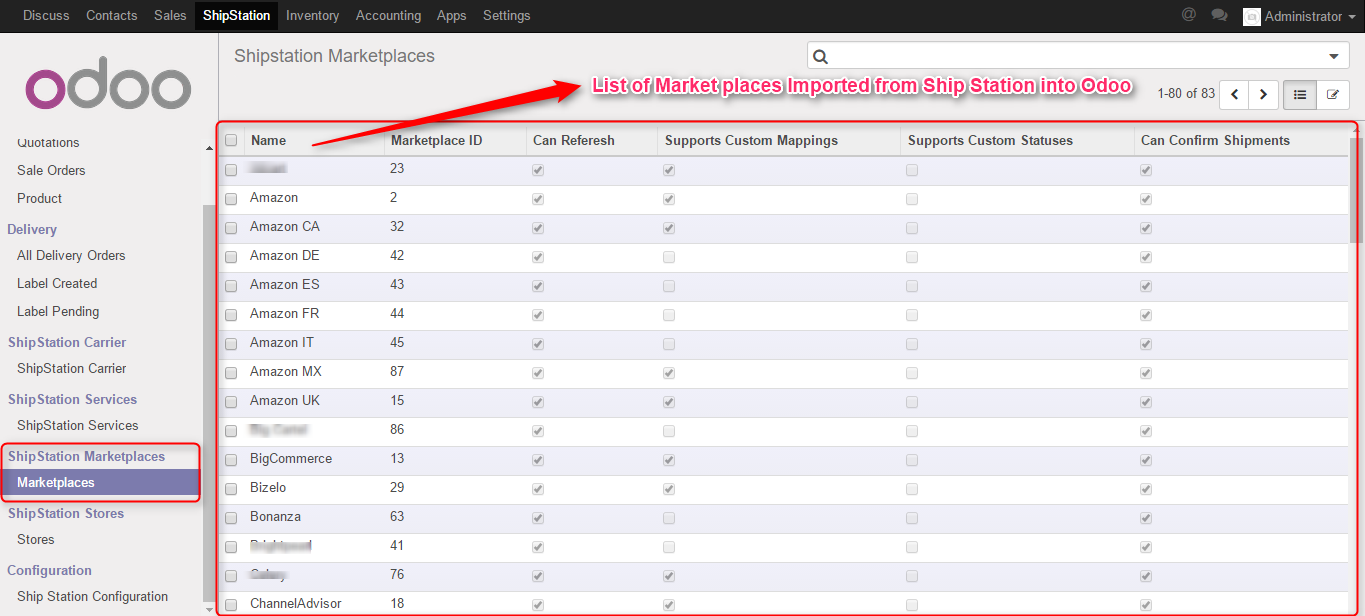 Discuss Contacts Sales ShipStation Inventory Accounting Apps Settings @ Administrator
odoo
Shipstation Marketplaces
List of Market places Imported from Ship Station into Odoo
1-80 of 83
Quotations
Sale Orders
Product
Delivery
All Delivery Orders
Label Created
Label Pending
ShipStation Carrier
ShipStation Carrier
ShipStation Services
ShipStation Services
ShipStation Marketplaces
Marketplaces
ShipStation Stores
Stores
Configuration
Ship Station Configuration
Name Marketplace ID Can Referesh Supports Custom Mappings Supports Custom Statuses Can Confirm Shipments
23
Amazon 2
Amazon CA 32
Amazon DE 42
Amazon ES 43
Amazon FR 44
Amazon IT 45
Amazon MX 87
Amazon UK 15
86
BigCommerce 13
Bizelo 29
Bonanza 63
41
76
ChannelAdvisor 18